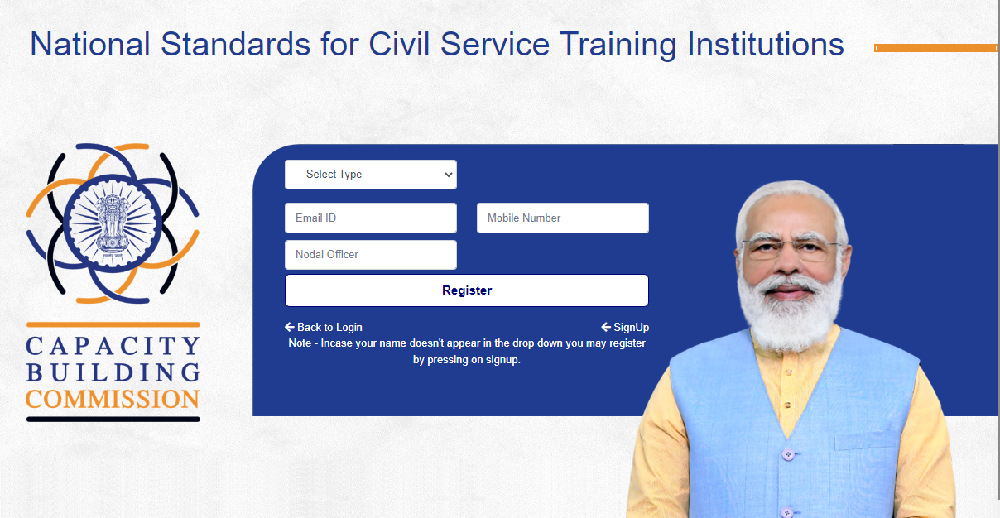 National Standards for Civil Service Training Institutions
--Select Type
Email ID
Mobile Number
Nodal Officer
Register
Back to Login
SignUp
Note - Incase your name doesn't appear in the drop down you may register
by pressing on signup.
CAPACITY
BUILDING
COMMISSION